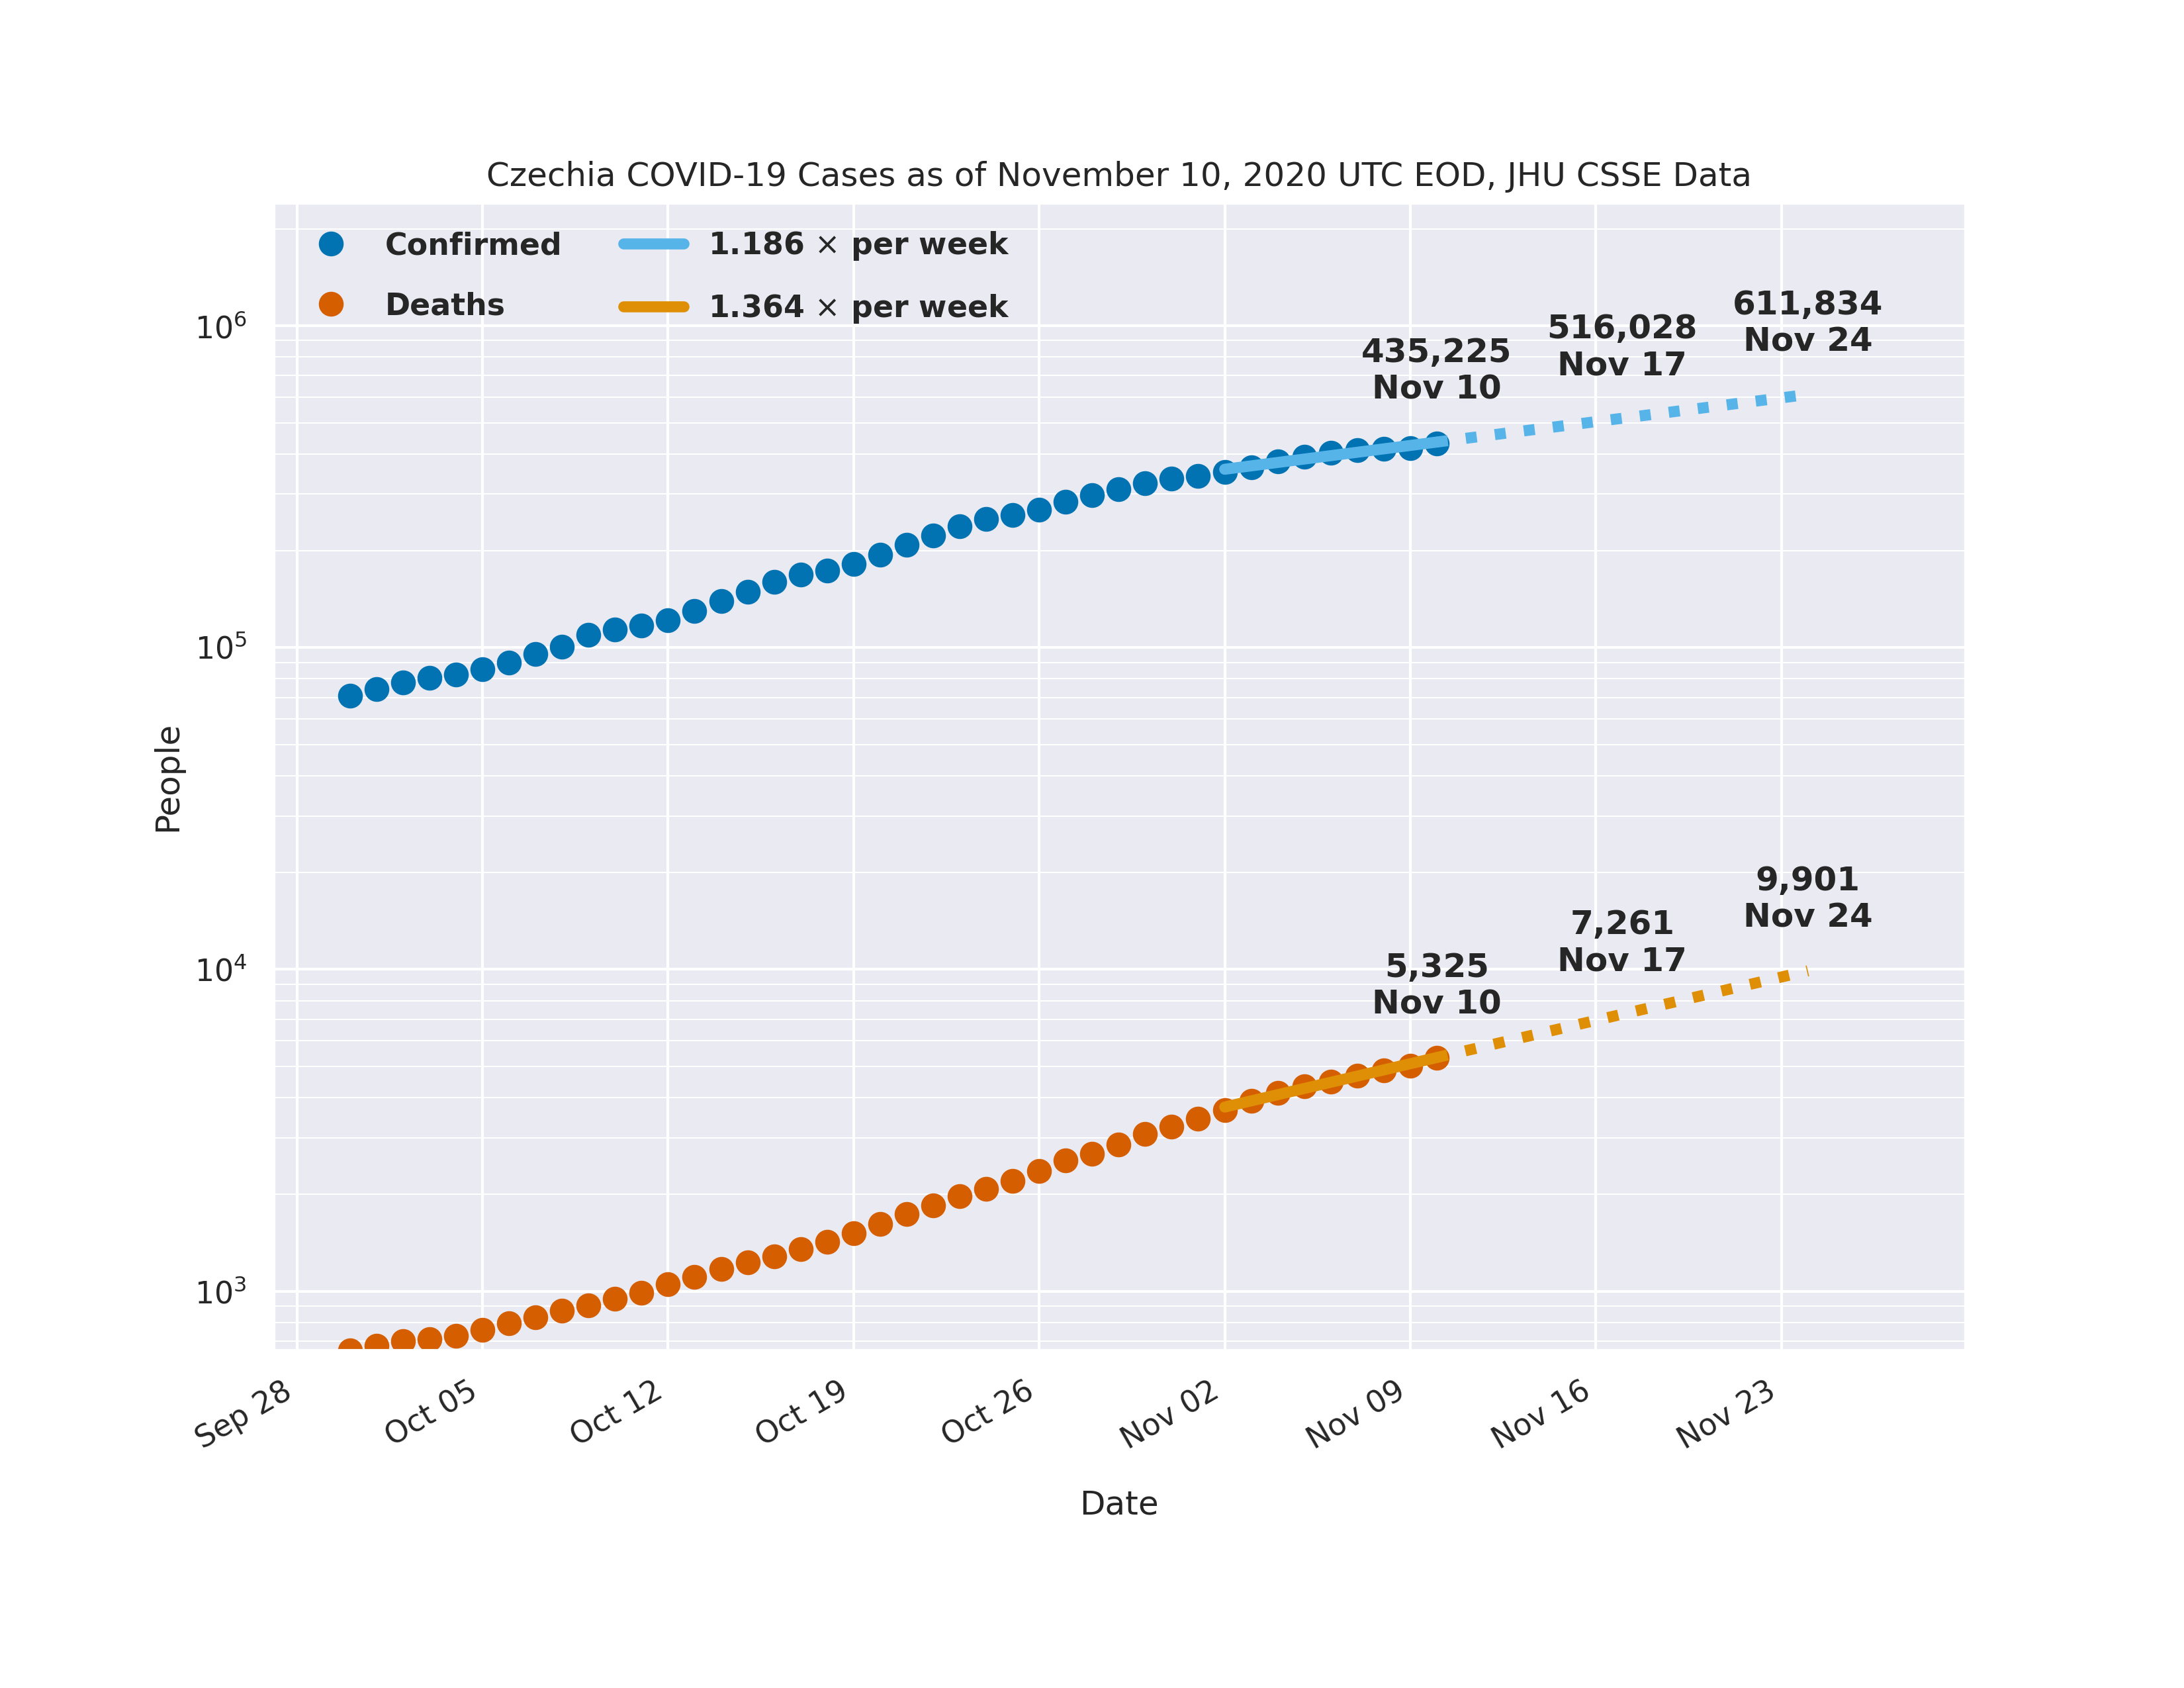 Czechia COVID-19 Cases as of November 10, 2020 UTC EOD, JHU CSSE Data
Confirmed
Deaths
1.186 × per week
1.364 × per week
435,225
Nov 10
516,028
Nov 17
611,834
Nov 24
5,325
Nov 10
7,261
Nov 17
9,901
Nov 24
People
10⁶
10⁵
10⁴
10³
Sep 28
Oct 05
Oct 12
Oct 19
Oct 26
Nov 02
Nov 09
Nov 16
Nov 23
Date